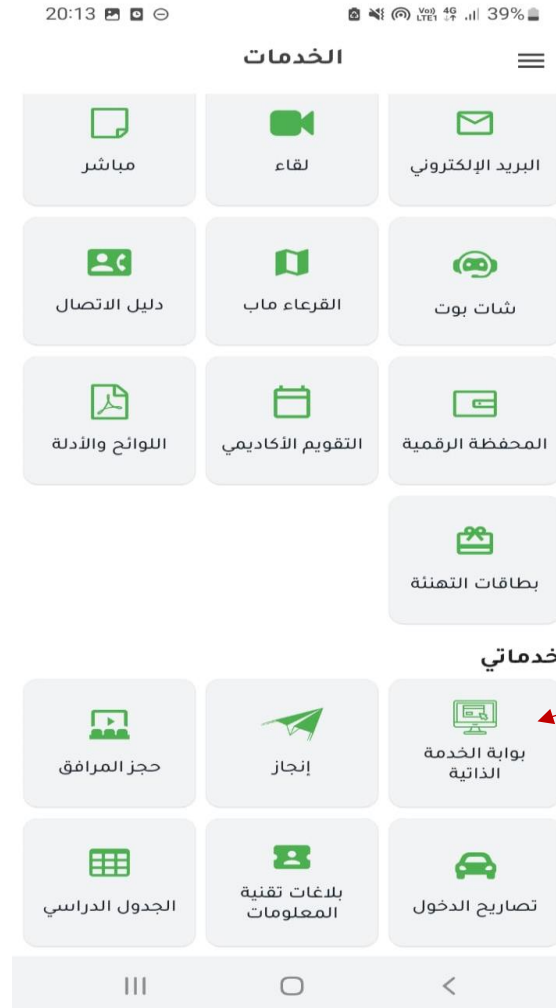 20:13 39%
الخدمات
البريد الإلكتروني
لقاء
مباشر
شات بوت
القرعاء ماب
دليل الاتصال
المحفظة الرقمية
التقويم الأكاديمي
اللوائح والأدلة
بطاقات التهنئة
خدماتي
بوابة الخدمة
الذاتية
إنجاز
حجز المرافق
تصاريح الدخول
بلاغات تقنية
المعلومات
الجدول الدراسي